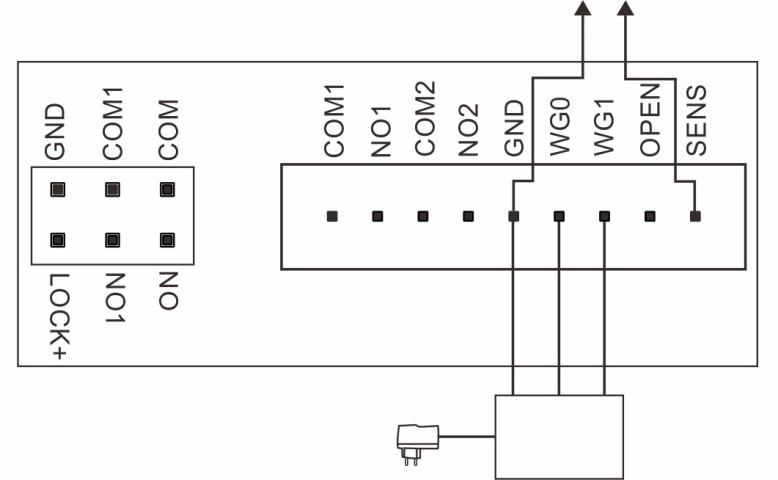 GND
COM1
COM
LOCK+
NO1
NO
COM1
NO1
COM2
NO2
GND
WG0
WG1
OPEN
SENS